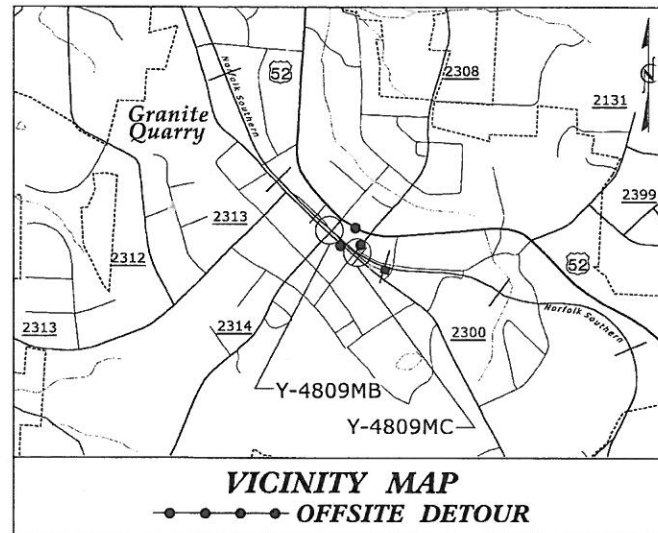 Norfolk Southern
52
2308
2131
Granite
Quarry
2399
2313
2312
52
2313
2314
2300
Norfolk Southern
Y-4809MB
Y-4809MC
VICINITY MAP
OFFSITE DETOUR